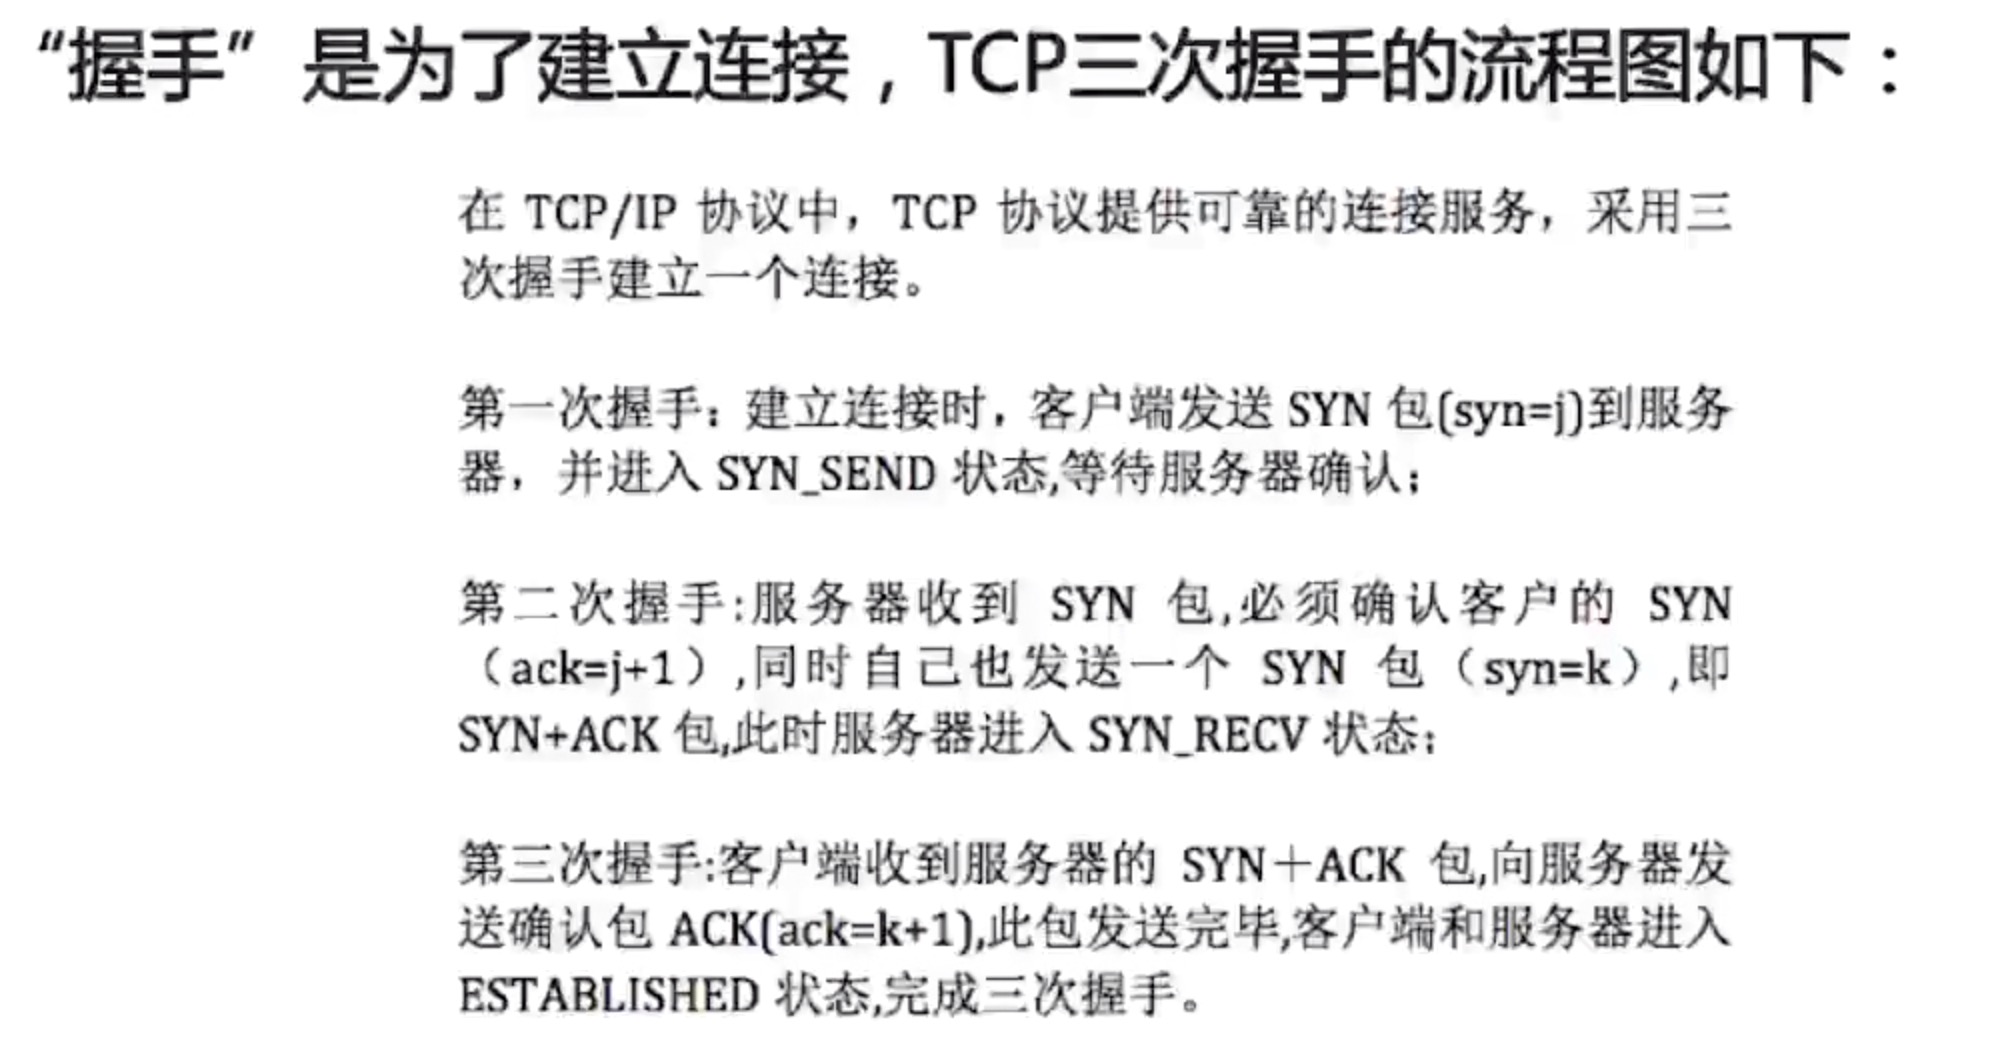 “握手”是为了建立连接，TCP三次握手的流程图如下：
在 TCP/IP 协议中，TCP 协议提供可靠的连接服务，采用三
次握手建立一个连接。
第一次握手：建立连接时，客户端发送 SYN 包(syn=j)到服务
器，并进入 SYN_SEND 状态,等待服务器确认；
第二次握手:服务器收到 SYN 包,必须确认客户的 SYN
（ack=j+1）,同时自己也发送一个 SYN 包（syn=k）,即
SYN+ACK 包,此时服务器进入 SYN_RECV 状态；
第三次握手:客户端收到服务器的 SYN＋ACK 包,向服务器发
送确认包 ACK(ack=k+1),此包发送完毕,客户端和服务器进入
ESTABLISHED 状态,完成三次握手。